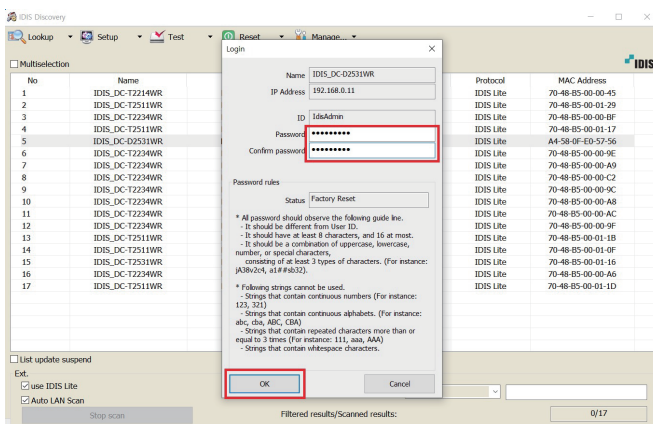 IDIS Discovery
Lookup Setup Test Reset Manage...
Multiselection
IDIS
No Name Protocol MAC Address
1 IDIS_DC-T2214WR IDIS Lite 70-48-B5-00-00-45
2 IDIS_DC-T2511WR IDIS Lite 70-48-B5-00-01-29
3 IDIS_DC-T2234WR IDIS Lite 70-48-B5-00-00-BF
4 IDIS_DC-T2511WR IDIS Lite 70-48-B5-00-01-17
5 IDIS_DC-D2531WR IDIS Lite A4-58-0F-E0-57-56
6 IDIS_DC-T2234WR IDIS Lite 70-48-B5-00-00-9E
7 IDIS_DC-T2234WR IDIS Lite 70-48-B5-00-00-A9
8 IDIS_DC-T2234WR IDIS Lite 70-48-B5-00-00-C2
9 IDIS_DC-T2234WR IDIS Lite 70-48-B5-00-00-9C
10 IDIS_DC-T2234WR IDIS Lite 70-48-B5-00-00-A8
11 IDIS_DC-T2234WR IDIS Lite 70-48-B5-00-00-AC
12 IDIS_DC-T2234WR IDIS Lite 70-48-B5-00-00-9F
13 IDIS_DC-T2511WR IDIS Lite 70-48-B5-00-01-1B
14 IDIS_DC-T2511WR IDIS Lite 70-48-B5-00-01-0F
15 IDIS_DC-T2511WR IDIS Lite 70-48-B5-00-01-16
16 IDIS_DC-T2234WR IDIS Lite 70-48-B5-00-00-A6
17 IDIS_DC-T2511WR IDIS Lite 70-48-B5-00-01-1D
Login
Name IDIS_DC-D2531WR
IP Address 192.168.0.11
ID IdisAdmin
Password •••••••••
Confirm password •••••••••
Password rules
Status Factory Reset
* All password should observe the following guide line.
- It should be different from User ID.
- It should have at least 8 characters, and 16 at most.
- It should be a combination of uppercase, lowercase,
number, or special characters,
consisting of at least 3 types of characters. (For instance:
jA38v2c4, a1##sb32).
* Following strings cannot be used.
- Strings that contain continuous numbers (For instance:
123, 321)
- Strings that contain continuous alphabets. (For instance:
abc, cba, ABC, CBA)
- Strings that contain repeated characters more than or
equal to 3 times (For instance: 111, aaa, AAA)
- Strings that contain whitespace characters.
OK Cancel
List update suspend
Ext.
use IDIS Lite
Auto LAN Scan
Stop scan
Filtered results/Scanned results: 0/17